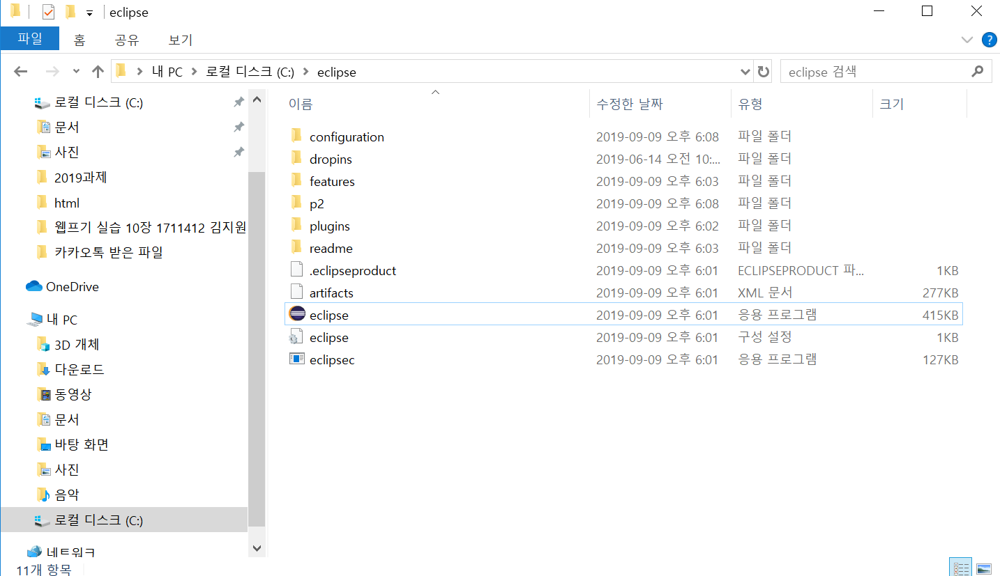 eclipse
파일 홈 공유 보기
내 PC 로컬 디스크 (C:) eclipse
eclipse 검색
로컬 디스크 (C:)
문서
사진
2019과제
html
웹프기 실습 10장 1711412 김지원
카카오톡 받은 파일
OneDrive
내 PC
3D 개체
다운로드
동영상
문서
바탕 화면
사진
음악
로컬 디스크 (C:)
네트워크
이름 수정한 날짜 유형 크기
configuration 2019-09-09 오후 6:08 파일 폴더
dropins 2019-06-14 오전 10:... 파일 폴더
features 2019-09-09 오후 6:03 파일 폴더
p2 2019-09-09 오후 6:08 파일 폴더
plugins 2019-09-09 오후 6:02 파일 폴더
readme 2019-09-09 오후 6:03 파일 폴더
.eclipseproduct 2019-09-09 오후 6:01 ECLIPSEPRODUCT 파... 1KB
artifacts 2019-09-09 오후 6:01 XML 문서 277KB
eclipse 2019-09-09 오후 6:01 응용 프로그램 415KB
eclipse 2019-09-09 오후 6:01 구성 설정 1KB
eclipsec 2019-09-09 오후 6:01 응용 프로그램 127KB
11개 항목